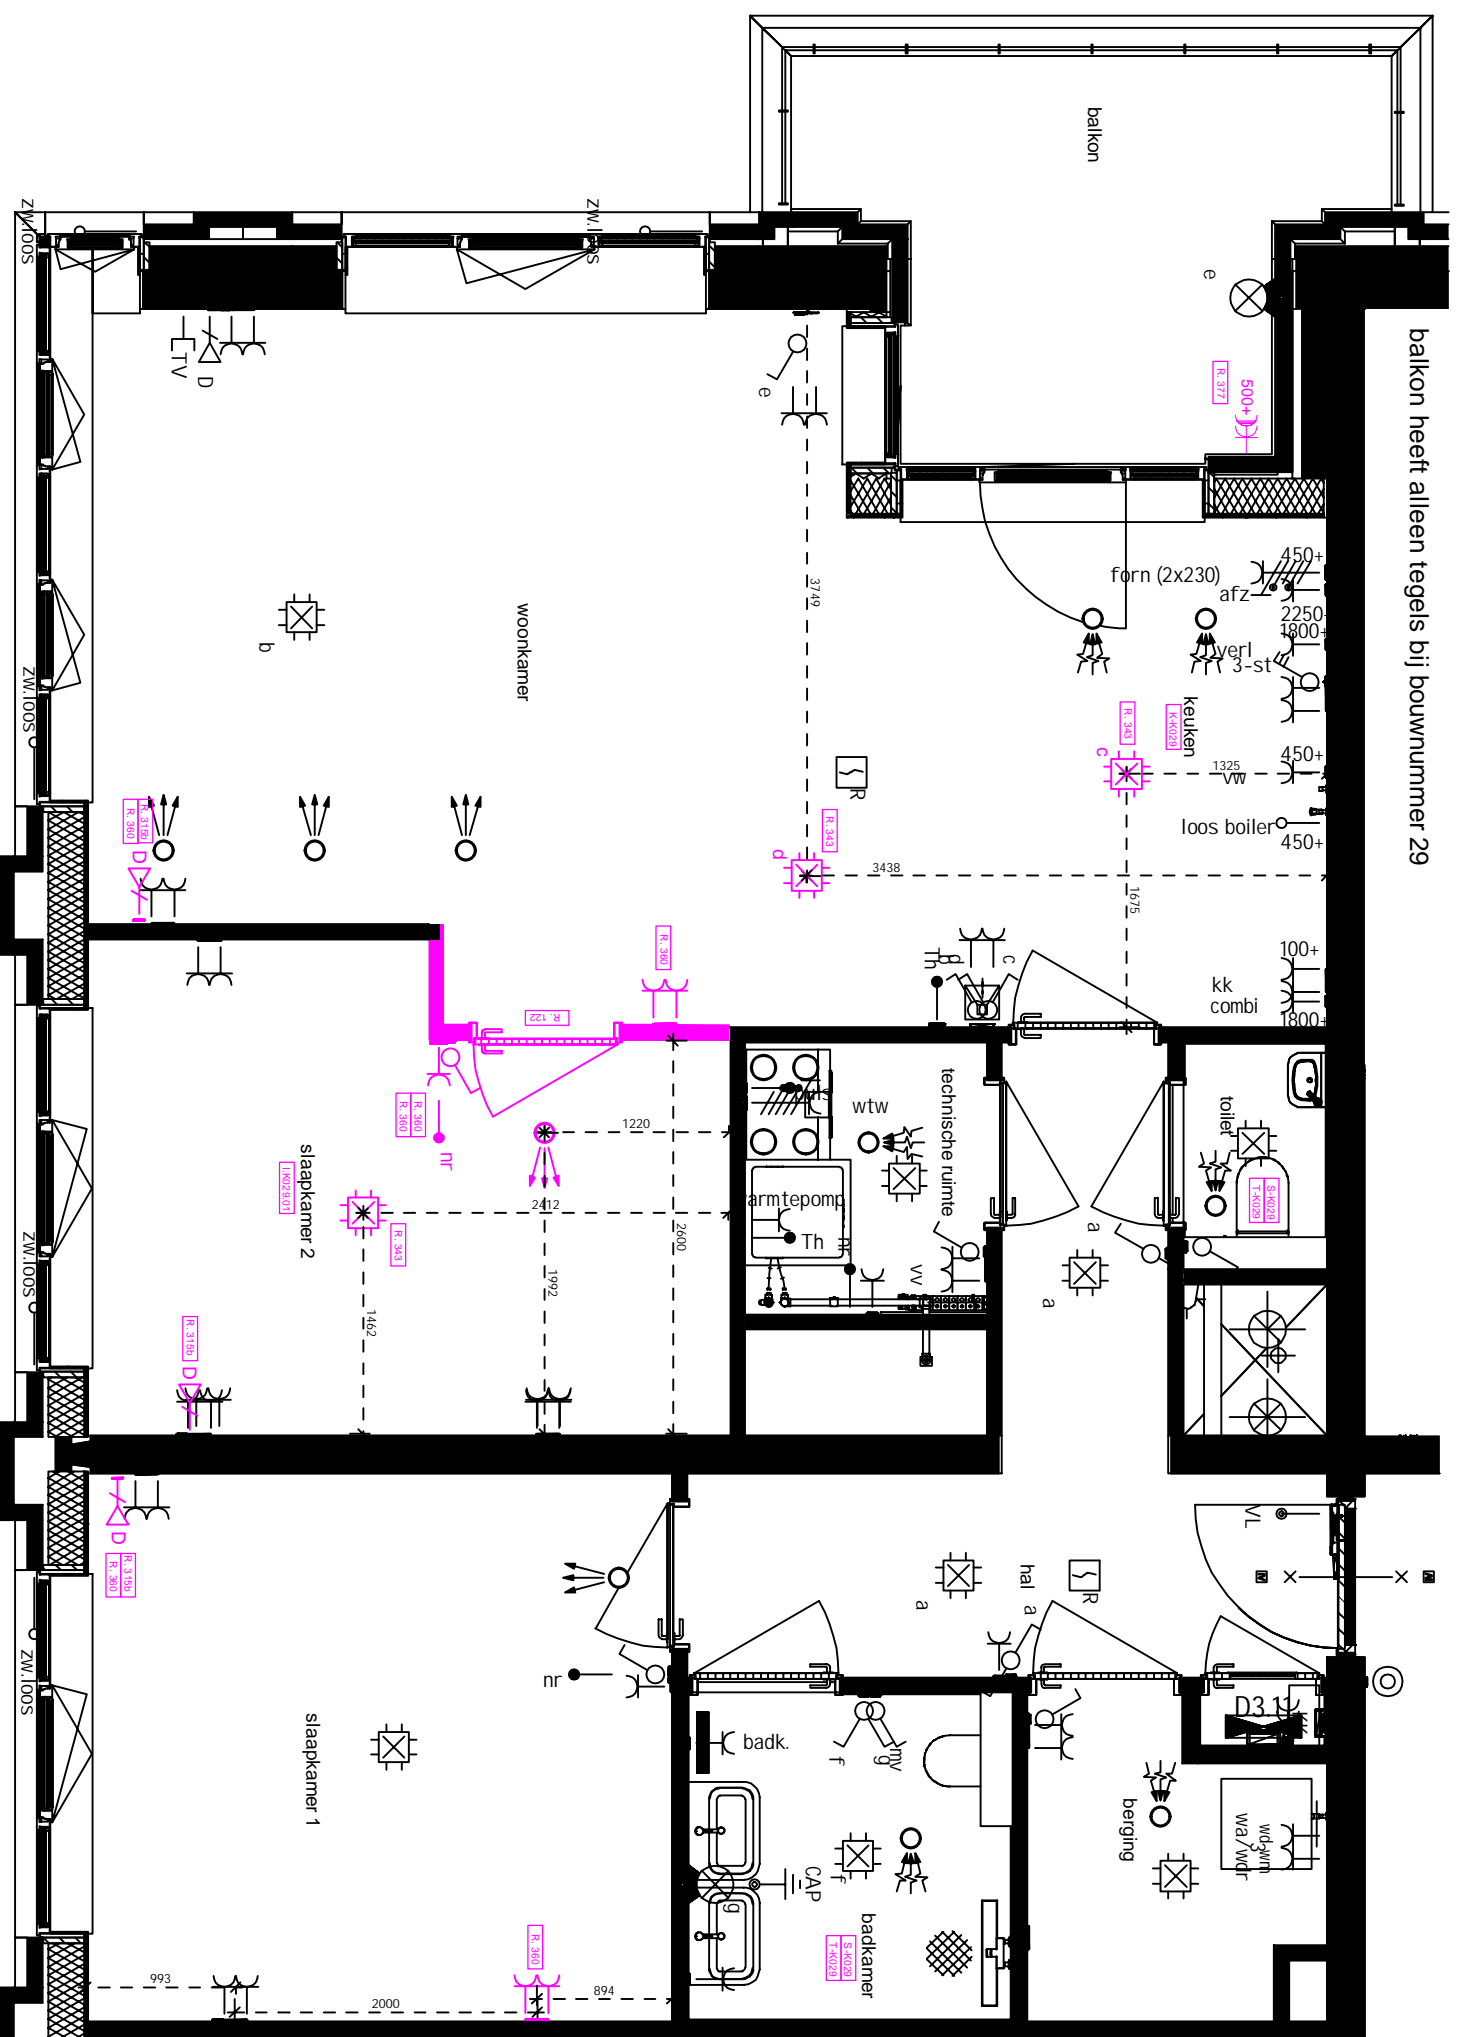 balkon
zw.loos
zw.loos
e
balkon heeft alleen tegels bij bouwnummer 29
R. 377
500+
TV
D
e
3749
450+
forn (2x230)
afz
2250
1800+
verl
3-st
b
woonkamer
zw.loos
keuken
K-K029
R. 343
c
1325
450+
vw
R
loos boiler
450+
R. 315b
R. 360
D
R. 343
d
3438
1675
R. 360
Th
d
c
100+
kk
combi
1800+
R. 122
R. 360
R. 360
nr
wtw
technische ruimte
toilet
S-K029
T-K029
1220
slaapkamer 2
I.K029.01
2412
R. 343
2600
1992
1462
warmtepomp
Th
nr
vv
a
a
zw.loos
R. 315b
D
D
R. 315b
R. 360
VL
M
M
hal
a
a
R
nr
zw.loos
slaapkamer 1
badk.
f
g
mv
D3.11
berging
wd wm
3
wa/wdr
CAP
f
g
badkamer
S-K029
T-K029
R. 360
993
2000
894